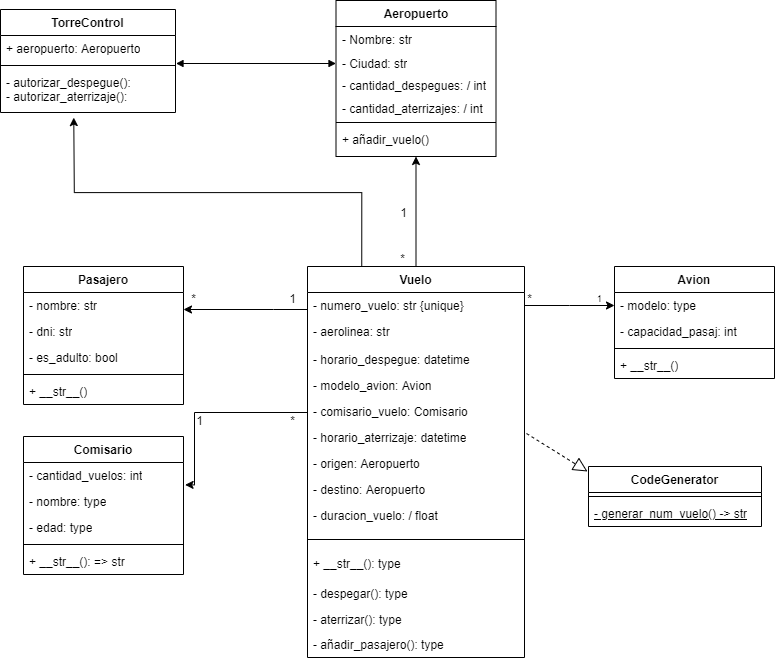 TorreControl
+ aeropuerto: Aeropuerto
- autorizar_despegue():
- autorizar_aterrizaje():
Aeropuerto
- Nombre: str
- Ciudad: str
- cantidad_despegues: / int
- cantidad_aterrizajes: / int
+ añadir_vuelo()
1
*
Pasajero
- nombre: str
- dni: str
- es_adulto: bool
+ __str__()
*
1
Vuelo
- numero_vuelo: str {unique}
- aerolinea: str
- horario_despegue: datetime
- modelo_avion: Avion
- comisario_vuelo: Comisario
- horario_aterrizaje: datetime
- origen: Aeropuerto
- destino: Aeropuerto
- duracion_vuelo: / float
+ __str__(): type
- despegar(): type
- aterrizar(): type
- añadir_pasajero(): type
*
1
Avion
- modelo: type
- capacidad_pasaj: int
+ __str__()
1
*
Comisario
- cantidad_vuelos: int
- nombre: type
- edad: type
+ __str__(): => str
CodeGenerator
- generar_num_vuelo() -> str